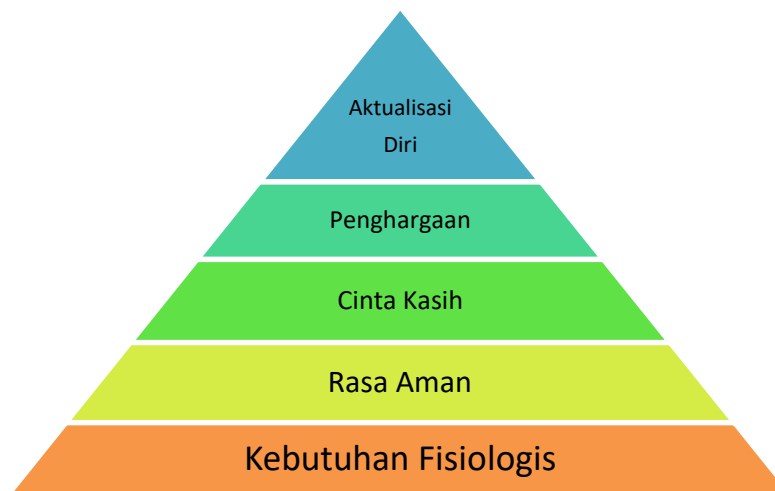 Aktualisasi
Diri
Penghargaan
Cinta Kasih
Rasa Aman
Kebutuhan Fisiologis